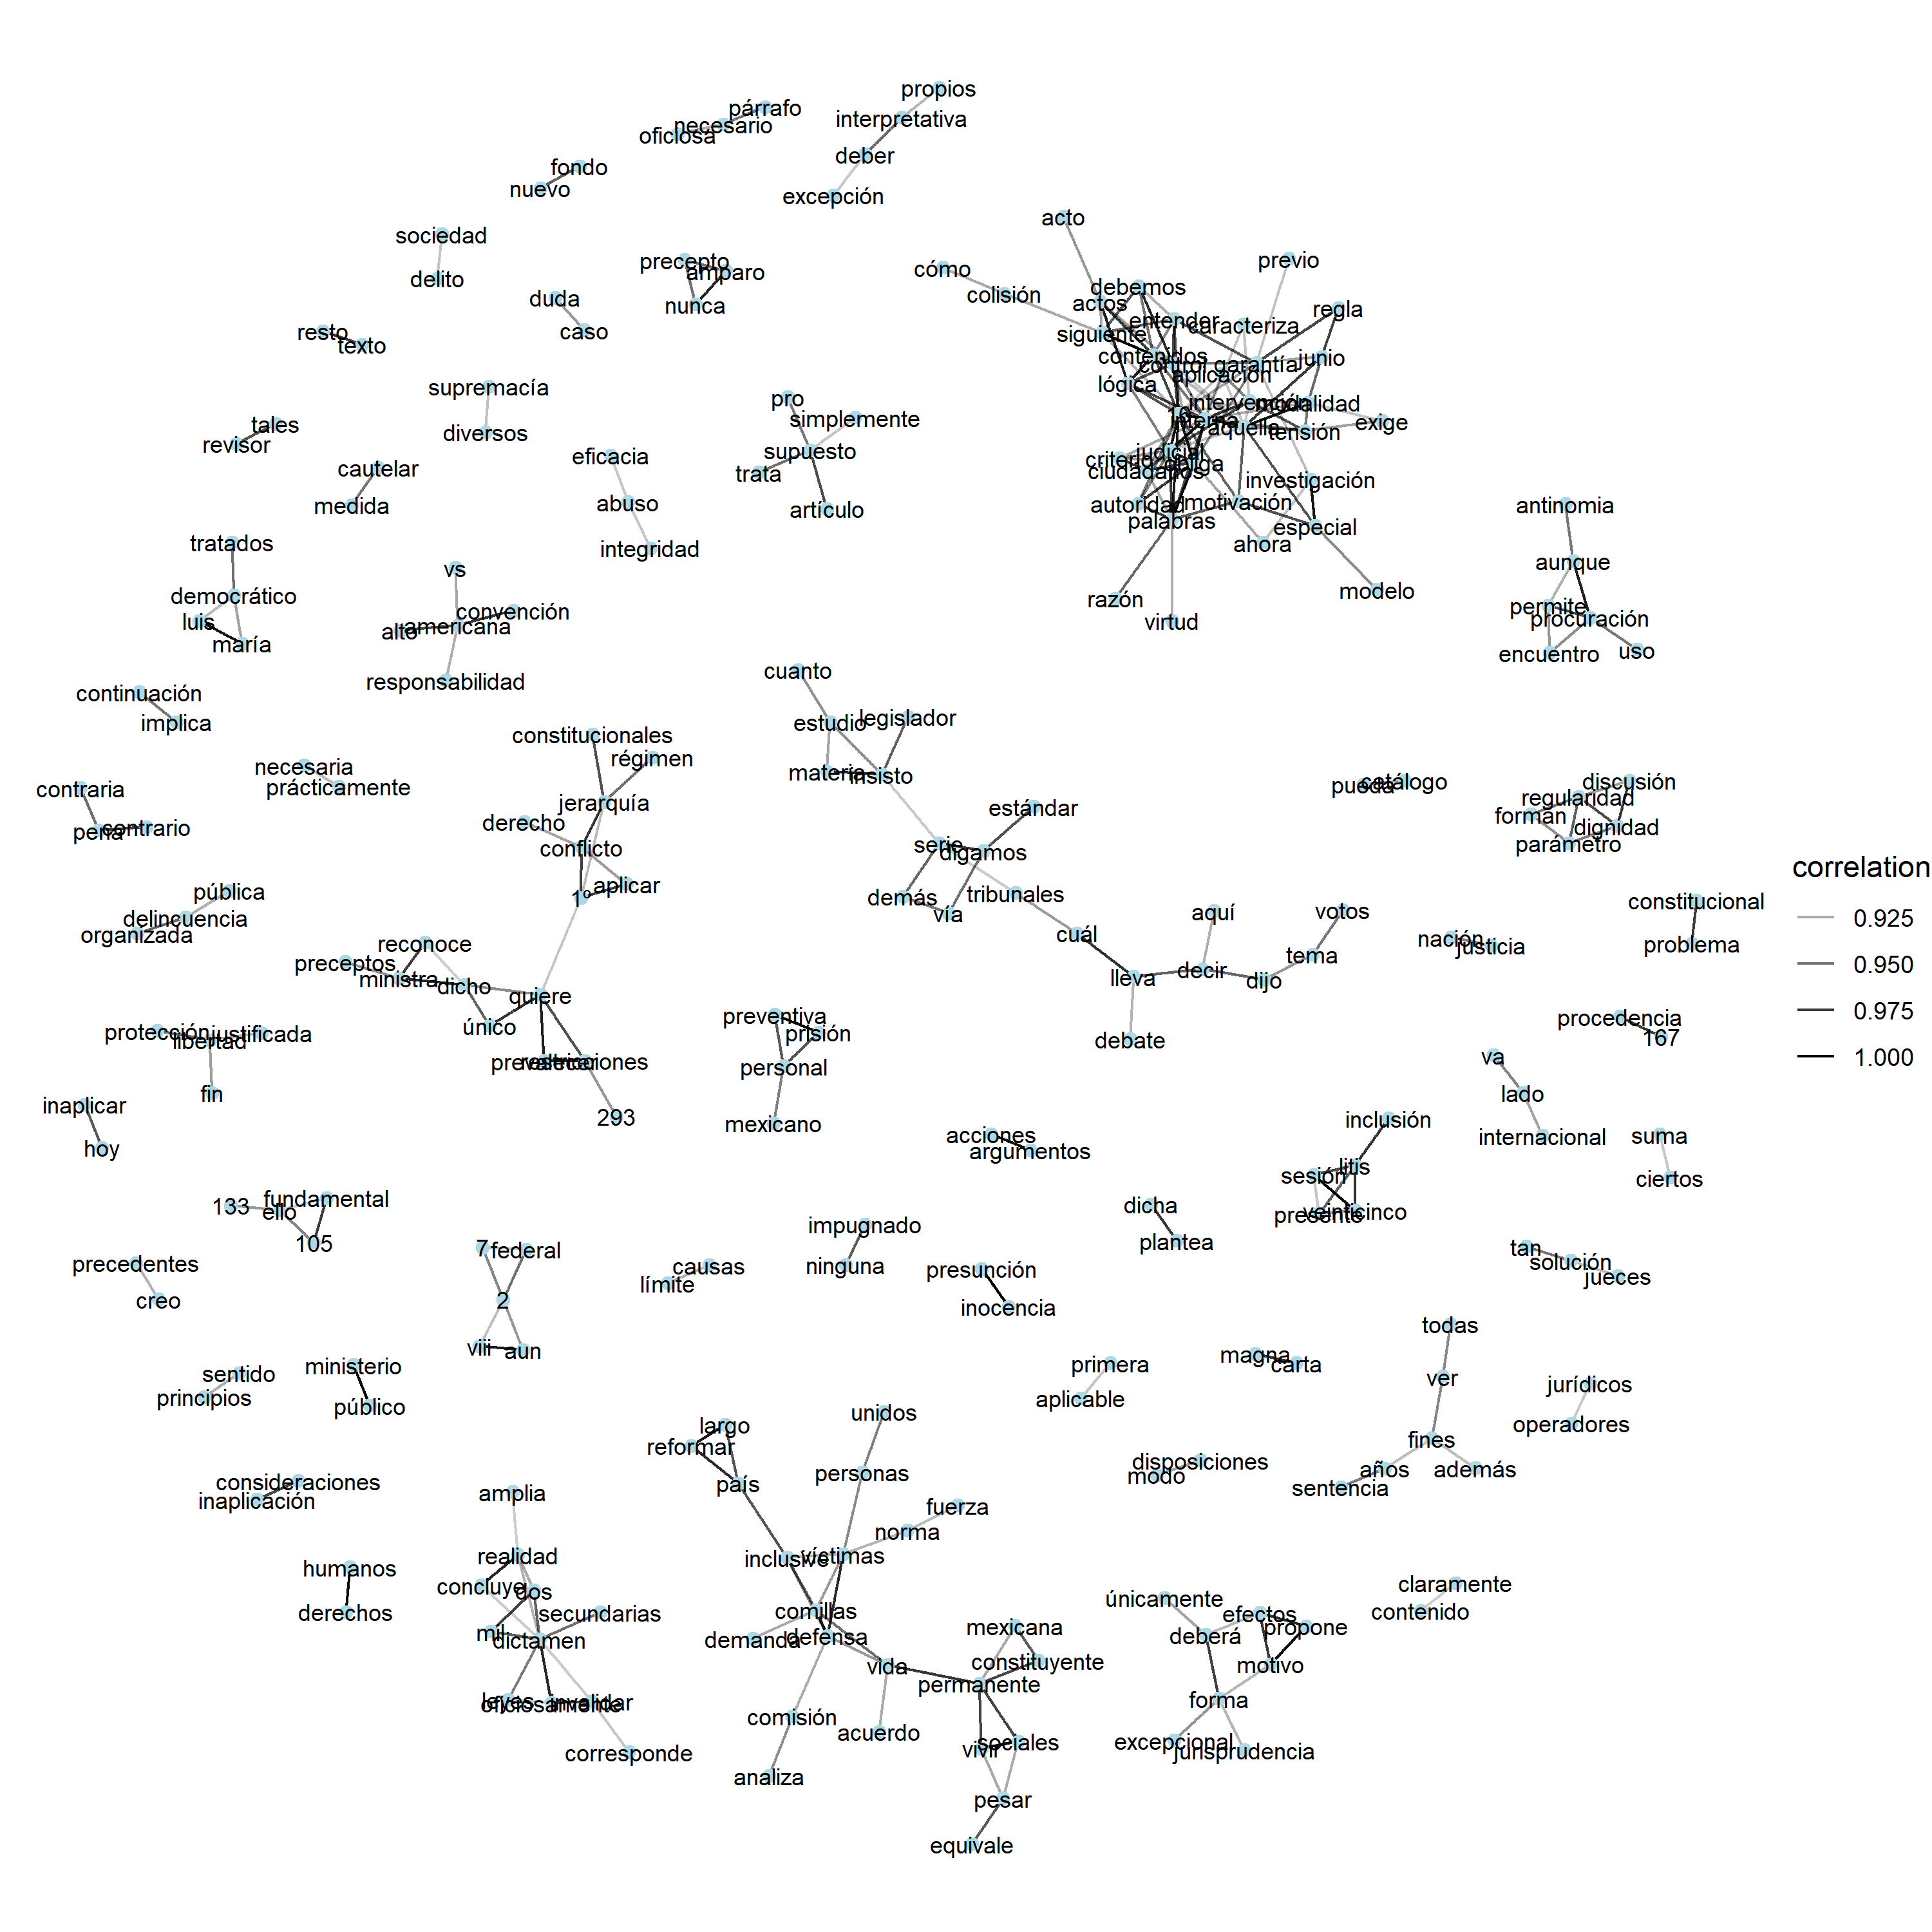 propios
párrafo
necesario
oficiosa
interpretativa
deber
fondo
nuevo
excepción
acto
sociedad
delito
precepto
amparo
nunca
cómo
colisión
previo
debemos
actos
duda
caso
regla
entender
caracteriza
siguiente
resto
texto
contenidos
junio
control
garantía
lógica
aplicación
supremacía
diversos
pro
simplemente
intervención
modalidad
16
interna
exige
aquella
tensión
tales
revisor
supuesto
trata
artículo
eficacia
abuso
integridad
judicial
criterio
obliga
ciudadanos
cautelar
medida
investigación
autoridad
motivación
palabras
especial
ahora
antinomia
aunque
tratados
democrático
luis
maría
vs
convención
alto
americana
responsabilidad
razón
virtud
modelo
permite
procuración
encuentro
uso
continuación
implica
cuanto
estudio
legislador
materia
insisto
constitucionales
régimen
necesaria
prácticamente
contraria
pena
contrario
jerarquía
derecho
conflicto
aplicar
1º
estándar
serie
digamos
demás
vía
tribunales
pueda
catálogo
discusión
regularidad
forman
dignidad
parámetro
correlation
0.925
0.950
0.975
1.000
pública
delincuencia
organizada
aquí
votos
cuál
constitucional
problema
nación
justicia
reconoce
preceptos
ministra
dicho
quiere
único
lleva
decir
dijo
tema
debate
protección
justificada
libertad
fin
preventiva
prisión
personal
mexicano
prevalecer
restricciones
293
procedencia
167
va
lado
internacional
inaplicar
hoy
acciones
argumentos
inclusión
litis
sesión
presente
veinticinco
suma
ciertos
133
fundamental
ello
105
7
federal
2
viii
aun
impugnado
ninguna
dicha
plantea
precedentes
creo
causas
límite
presunción
inocencia
tan
solución
jueces
todas
ver
fines
años
además
sentencia
sentido
principios
ministerio
público
primera
aplicable
magna
carta
jurídicos
operadores
largo
reformar
país
unidos
personas
disposiciones
modo
consideraciones
inaplicación
amplia
fuerza
norma
realidad
concluye
dos
inclusive
víctimas
humanos
derechos
secundarias
mil
dictamen
comillas
demanda
defensa
claramente
contenido
únicamente
efectos
deberá
propone
mexicana
constituyente
motivo
vida
permanente
leyes
oficiosamente
invalidar
forma
comisión
acuerdo
sociales
vivir
excepcional
jurisprudencia
corresponde
analiza
pesar
equivale